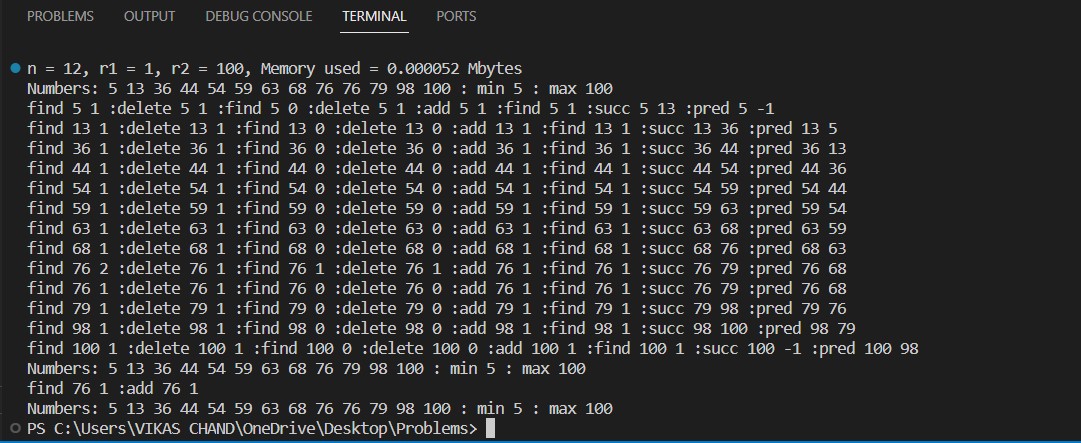 PROBLEMS OUTPUT DEBUG CONSOLE TERMINAL PORTS
n = 12, r1 = 1, r2 = 100, Memory used = 0.000052 Mbytes
Numbers: 5 13 36 44 54 59 63 68 76 76 79 98 100 : min 5 : max 100
find 5 1 :delete 5 1 :find 5 0 :delete 5 1 :add 5 1 :find 5 1 :succ 5 13 :pred 5 -1
find 13 1 :delete 13 1 :find 13 0 :delete 13 0 :add 13 1 :find 13 1 :succ 13 36 :pred 13 5
find 36 1 :delete 36 1 :find 36 0 :delete 36 0 :add 36 1 :find 36 1 :succ 36 44 :pred 36 13
find 44 1 :delete 44 1 :find 44 0 :delete 44 0 :add 44 1 :find 44 1 :succ 44 54 :pred 44 36
find 54 1 :delete 54 1 :find 54 0 :delete 54 0 :add 54 1 :find 54 1 :succ 54 59 :pred 54 44
find 59 1 :delete 59 1 :find 59 0 :delete 59 0 :add 59 1 :find 59 1 :succ 59 63 :pred 59 54
find 63 1 :delete 63 1 :find 63 0 :delete 63 0 :add 63 1 :find 63 1 :succ 63 68 :pred 63 59
find 68 1 :delete 68 1 :find 68 0 :delete 68 0 :add 68 1 :find 68 1 :succ 68 76 :pred 68 63
find 76 2 :delete 76 1 :find 76 1 :delete 76 1 :add 76 1 :find 76 1 :succ 76 79 :pred 76 68
find 76 1 :delete 76 1 :find 76 0 :delete 76 0 :add 76 1 :find 76 1 :succ 76 79 :pred 76 68
find 79 1 :delete 79 1 :find 79 0 :delete 79 0 :add 79 1 :find 79 1 :succ 79 98 :pred 79 76
find 98 1 :delete 98 1 :find 98 0 :delete 98 0 :add 98 1 :find 98 1 :succ 98 100 :pred 98 79
find 100 1 :delete 100 1 :find 100 0 :delete 100 0 :add 100 1 :find 100 1 :succ 100 -1 :pred 100 98
Numbers: 5 13 36 44 54 59 63 68 76 79 98 100 : min 5 : max 100
find 76 1 :add 76 1
Numbers: 5 13 36 44 54 59 63 68 76 76 79 98 100 : min 5 : max 100
PS C:\Users\VIKAS CHAND\OneDrive\Desktop\Problems>